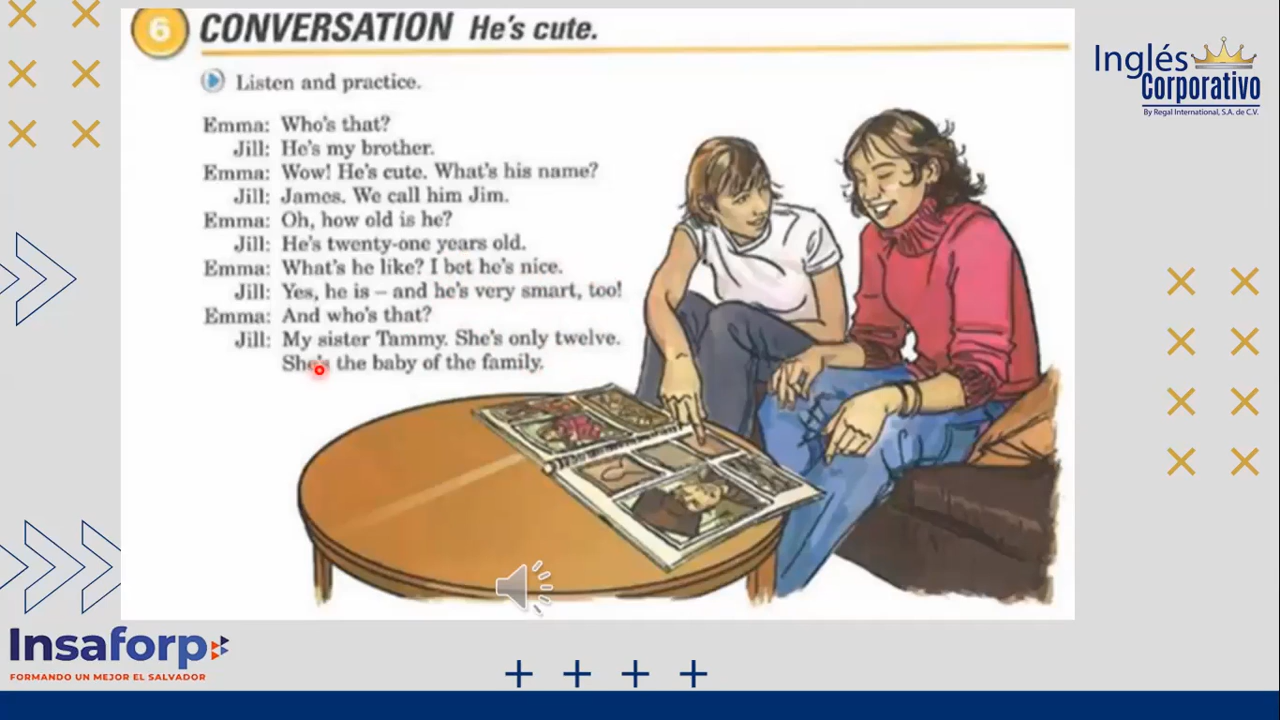 6 CONVERSATION He's cute.
Listen and practice.
Emma: Who's that?
Jill: He's my brother.
Emma: Wow! He's cute. What's his name?
Jill: James. We call him Jim.
Emma: Oh, how old is he?
Jill: He's twenty-one years old.
Emma: What's he like? I bet he's nice.
Jill: Yes, he is – and he's very smart, too!
Emma: And who's that?
Jill: My sister Tammy. She's only twelve.
She's the baby of the family.
Inglés
Corporativo
By Regal International, S.A. de C.V.
Insaforp
FORMANDO UN MEJOR EL SALVADOR